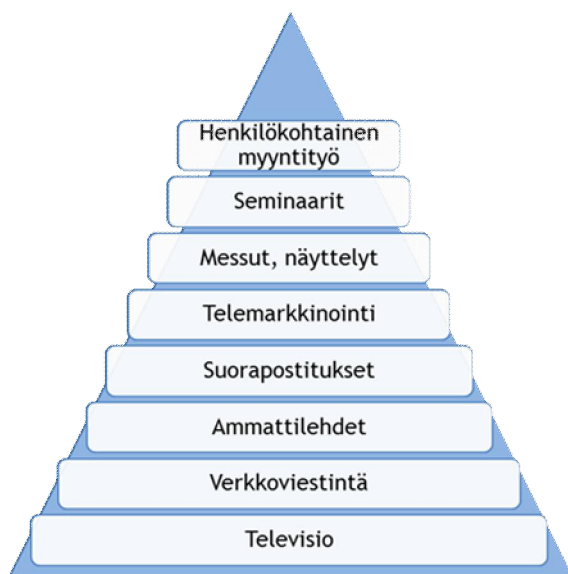 Henkilökohtainen
myyntityö
Seminaarit
Messut, näyttelyt
Telemarkkinointi
Suorapostitukset
Ammattilehdet
Verkkoviestintä
Televisio